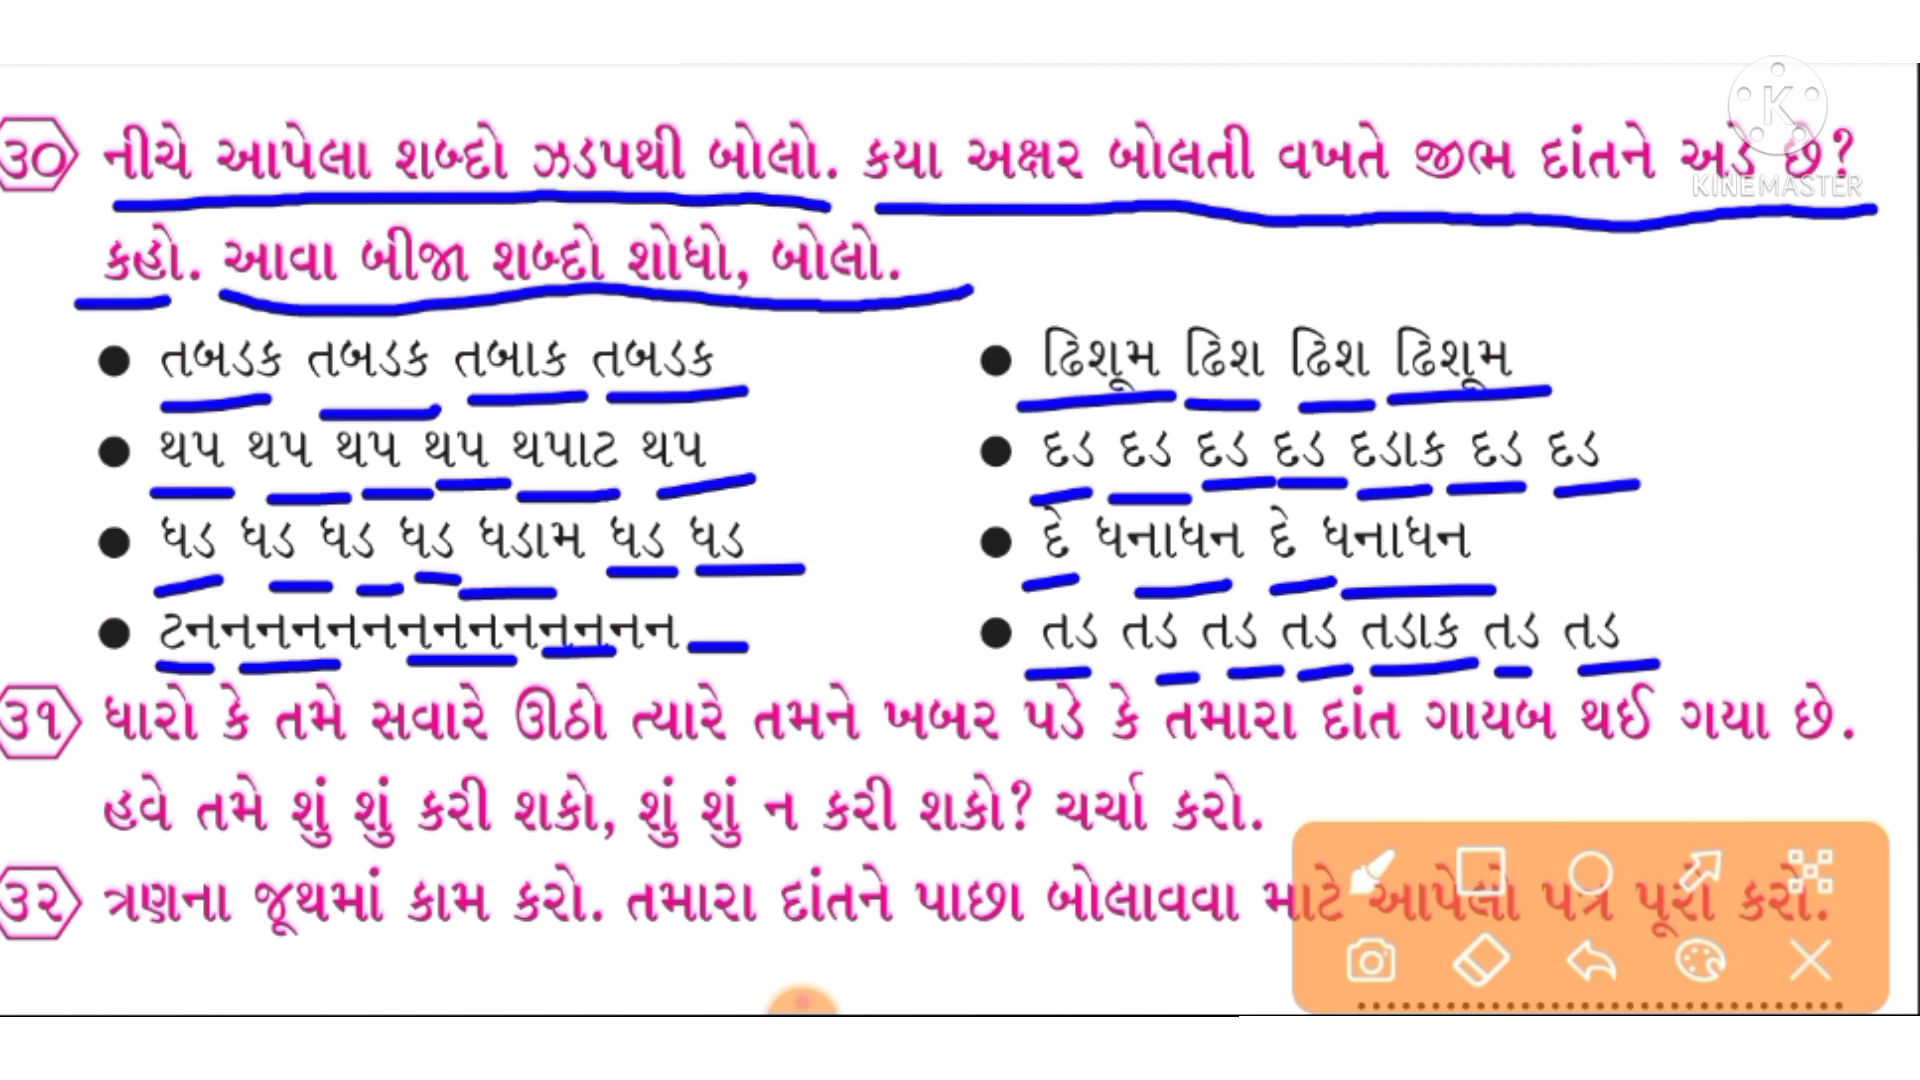 ૩૦ નીચે આપેલા શબ્દો ઝડપથી બોલો. કયા અક્ષર બોલતી વખતે જીભ દાંતને અડે છે?
KINEMASTER
કહો. આવા બીજા શબ્દો શોધો, બોલો.
● તબડક તબડક તબાક તબડક
● ઢિશૂમ ઢિશ ઢિશ ઢિશૂમ
● થપ થપ થપ થપ થપાટ થપ
● દડ દડ દડ દડ દડાક દડ દડ
● ધડ ધડ ધડ ધડ ધડામ ધડ ધડ
● દે ધનાધન દે ધનાધન
● ટનનનનનનનનનનનનનન
● તડ તડ તડ તડ તડાક તડ તડ
૩૧ ધારો કે તમે સવારે ઊઠો ત્યારે તમને ખબર પડે કે તમારા દાંત ગાયબ થઈ ગયા છે.
હવે તમે શું શું કરી શકો, શું શું ન કરી શકો? ચર્ચા કરો.
૩૨ ત્રણના જૂથમાં કામ કરો. તમારા દાંતને પાછા બોલાવવા માટે આપેલો પત્ર પૂરો કરો.